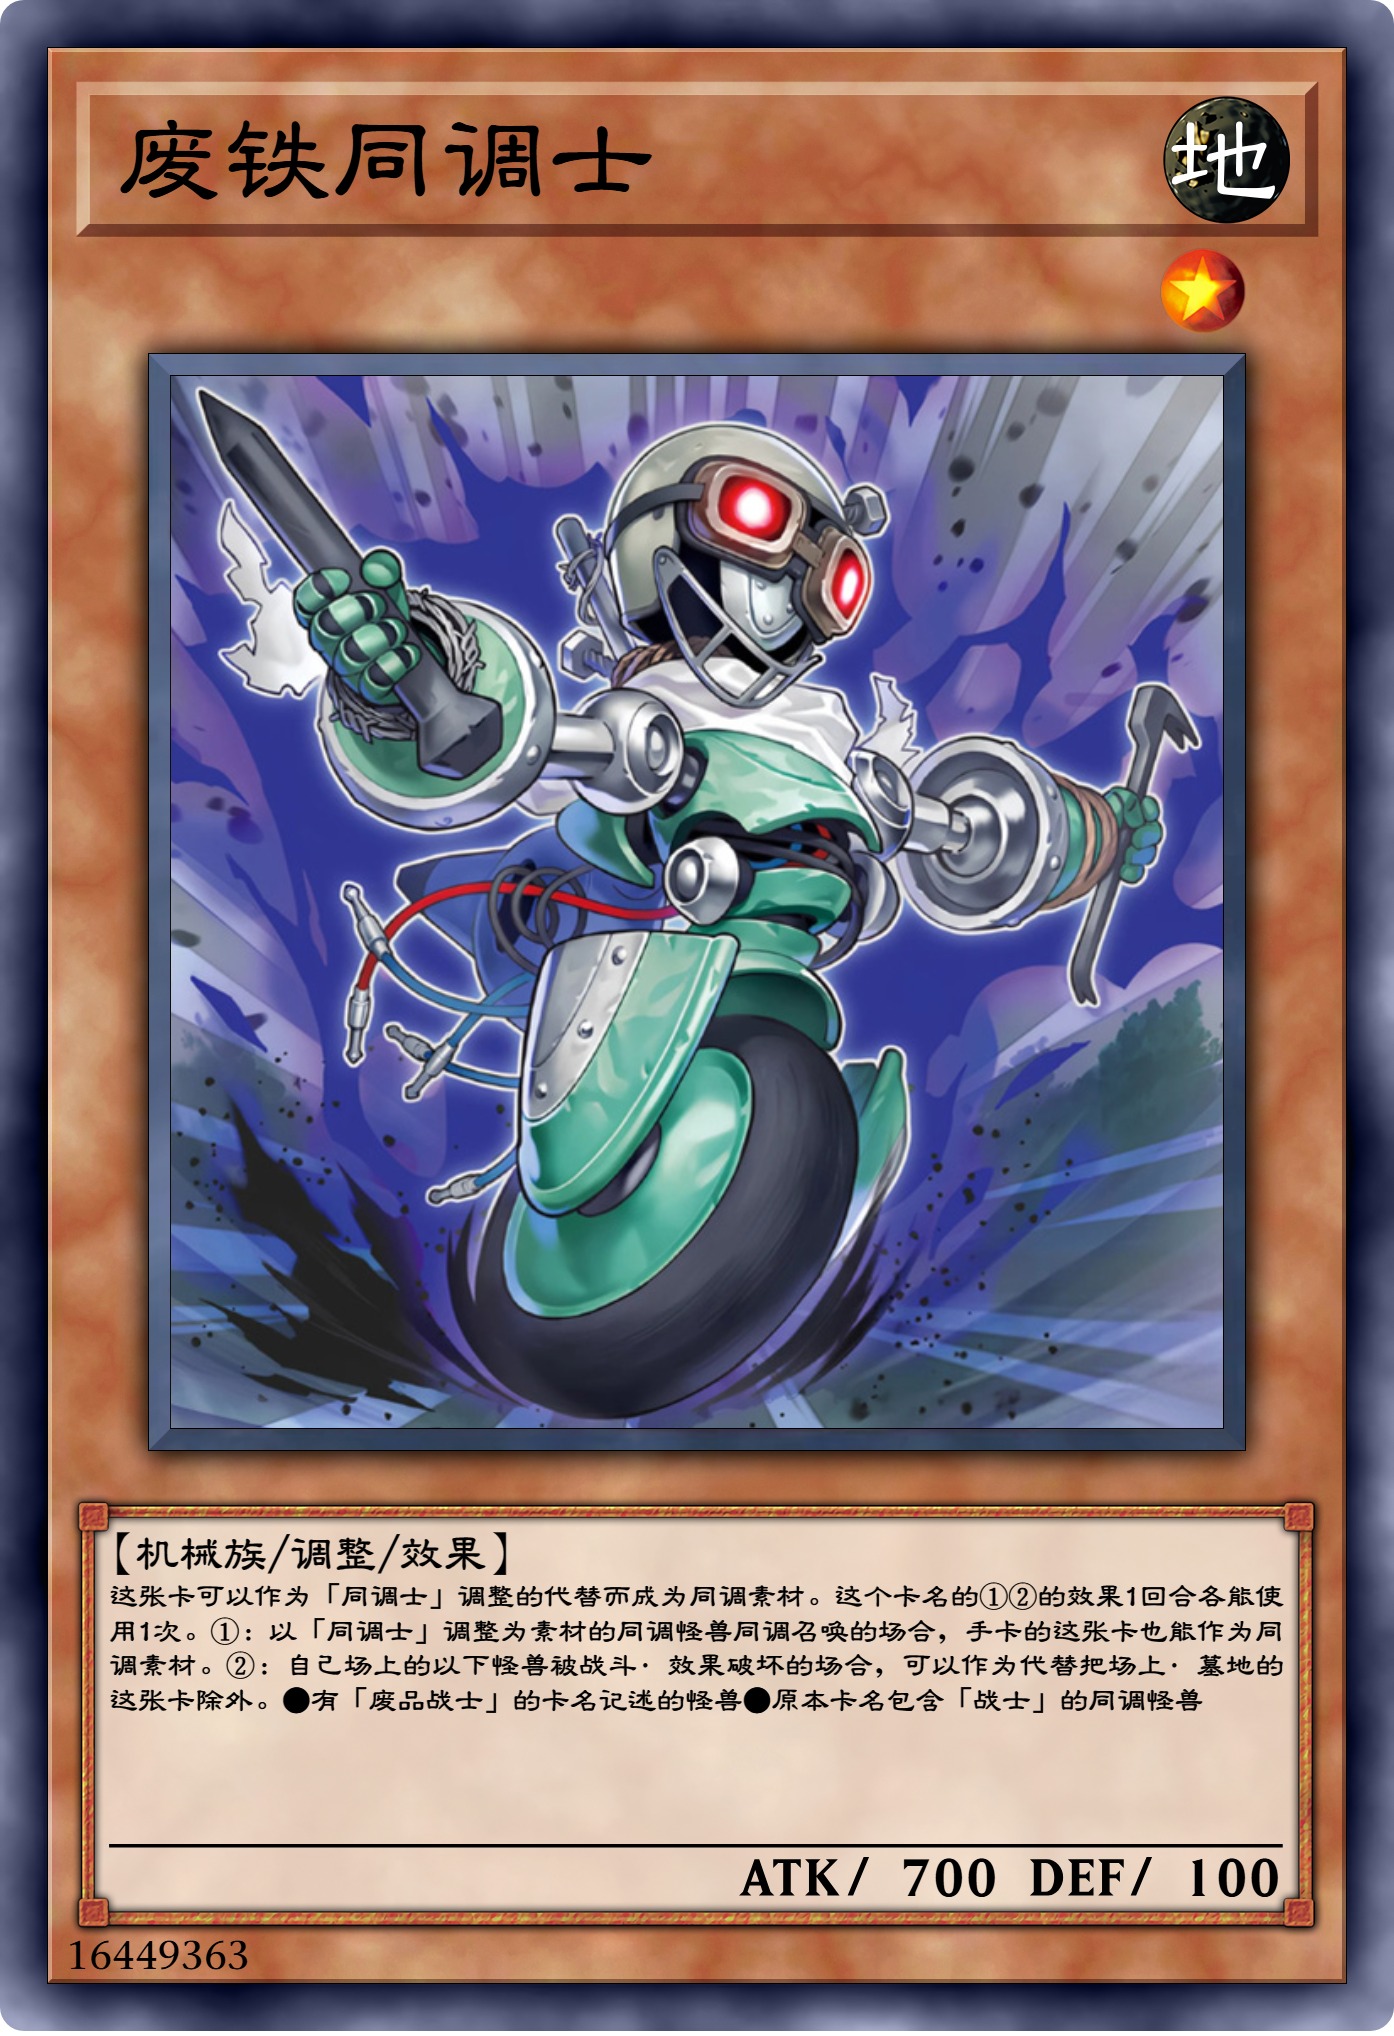 废铁同调士
地
【机械族/调整/效果】
这张卡可以作为「同调士」调整的代替而成为同调素材。这个卡名的①②的效果1回合各能使
用1次。①：以「同调士」调整为素材的同调怪兽同调召唤的场合，手卡的这张卡也能作为同
调素材。②：自己场上的以下怪兽被战斗·效果破坏的场合，可以作为代替把场上·墓地的
这张卡除外。●有「废品战士」的卡名记述的怪兽●原本卡名包含「战士」的同调怪兽
ATK/ 700 DEF/ 100
16449363